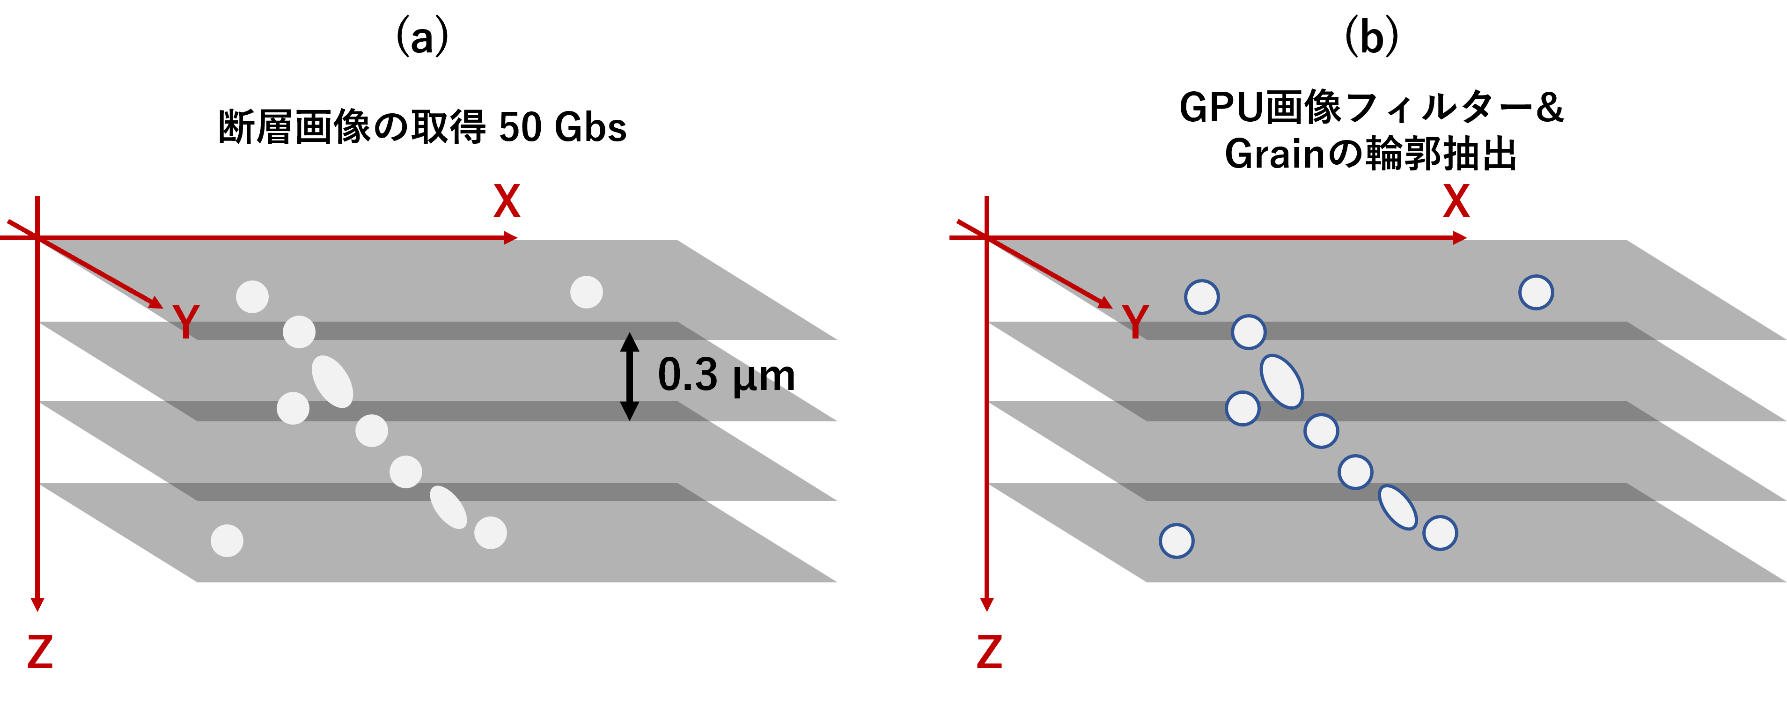 (a)
断層画像の取得 50 Gbs
X
Y
0.3 μm
Z
(b)
GPU画像フィルター&
Grainの輪郭抽出
X
Y
Z